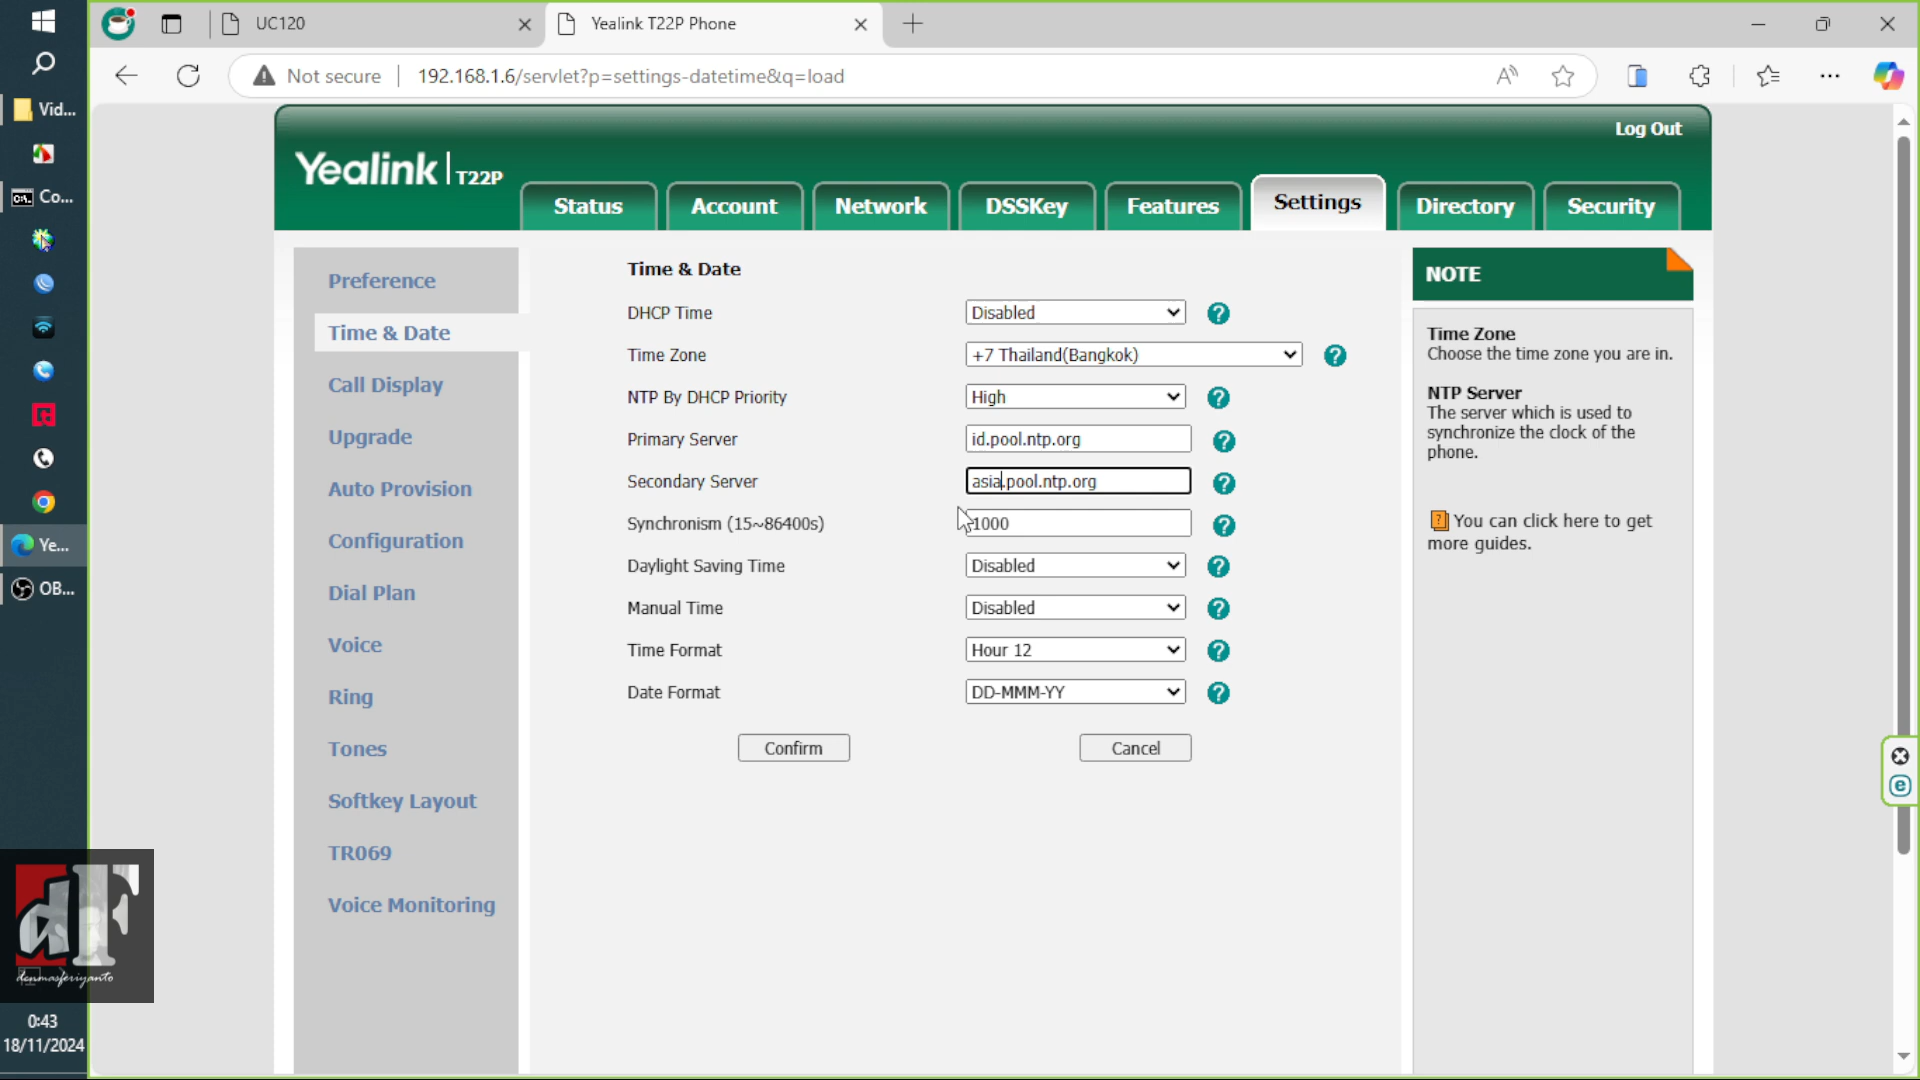 UC120
Yealink T22P Phone
Not secure
192.168.1.6/servlet?p=settings-datetime&q=load
Vid...
Co...
Ye...
OB...
Log Out
Yealink T22P
Status
Account
Network
DSSKey
Features
Settings
Directory
Security
Preference
Time & Date
Call Display
Upgrade
Auto Provision
Configuration
Dial Plan
Voice
Ring
Tones
Softkey Layout
TR069
Voice Monitoring
Time & Date
DHCP Time Disabled
Time Zone +7 Thailand(Bangkok)
NTP By DHCP Priority High
Primary Server id.pool.ntp.org
Secondary Server asia.pool.ntp.org
Synchronism (15~86400s) 1000
Daylight Saving Time Disabled
Manual Time Disabled
Time Format Hour 12
Date Format DD-MMM-YY
Confirm Cancel
NOTE
Time Zone
Choose the time zone you are in.
NTP Server
The server which is used to
synchronize the clock of the
phone.
You can click here to get
more guides.
dF
denmasferiyanto
0:43
18/11/2024